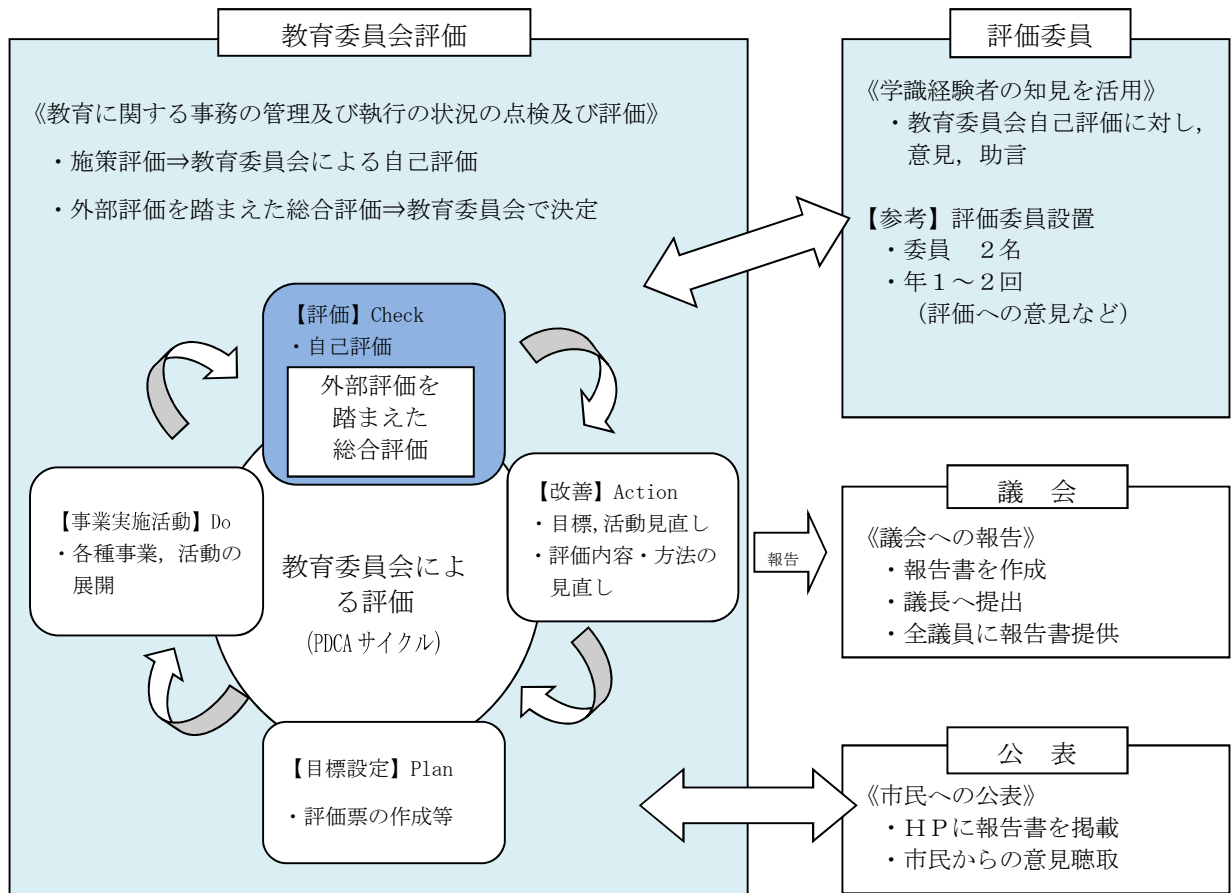 教育委員会評価
《教育に関する事務の管理及び執行の状況の点検及び評価》
・施策評価⇒教育委員会による自己評価
・外部評価を踏まえた総合評価⇒教育委員会で決定
【評価】Check
・自己評価
外部評価を
踏まえた
総合評価
【事業実施活動】Do
・各種事業，活動の
展開
教育委員会によ
る評価
(PDCAサイクル)
【改善】Action
・目標,活動見直し
・評価内容・方法の
見直し
【目標設定】Plan
・評価票の作成等
評価委員
《学識経験者の知見を活用》
・教育委員会自己評価に対し，
意見，助言
【参考】評価委員設置
・委員　２名
・年１～２回
（評価への意見など）
報告
議　会
《議会への報告》
・報告書を作成
・議長へ提出
・全議員に報告書提供
公　表
《市民への公表》
・ＨＰに報告書を掲載
・市民からの意見聴取